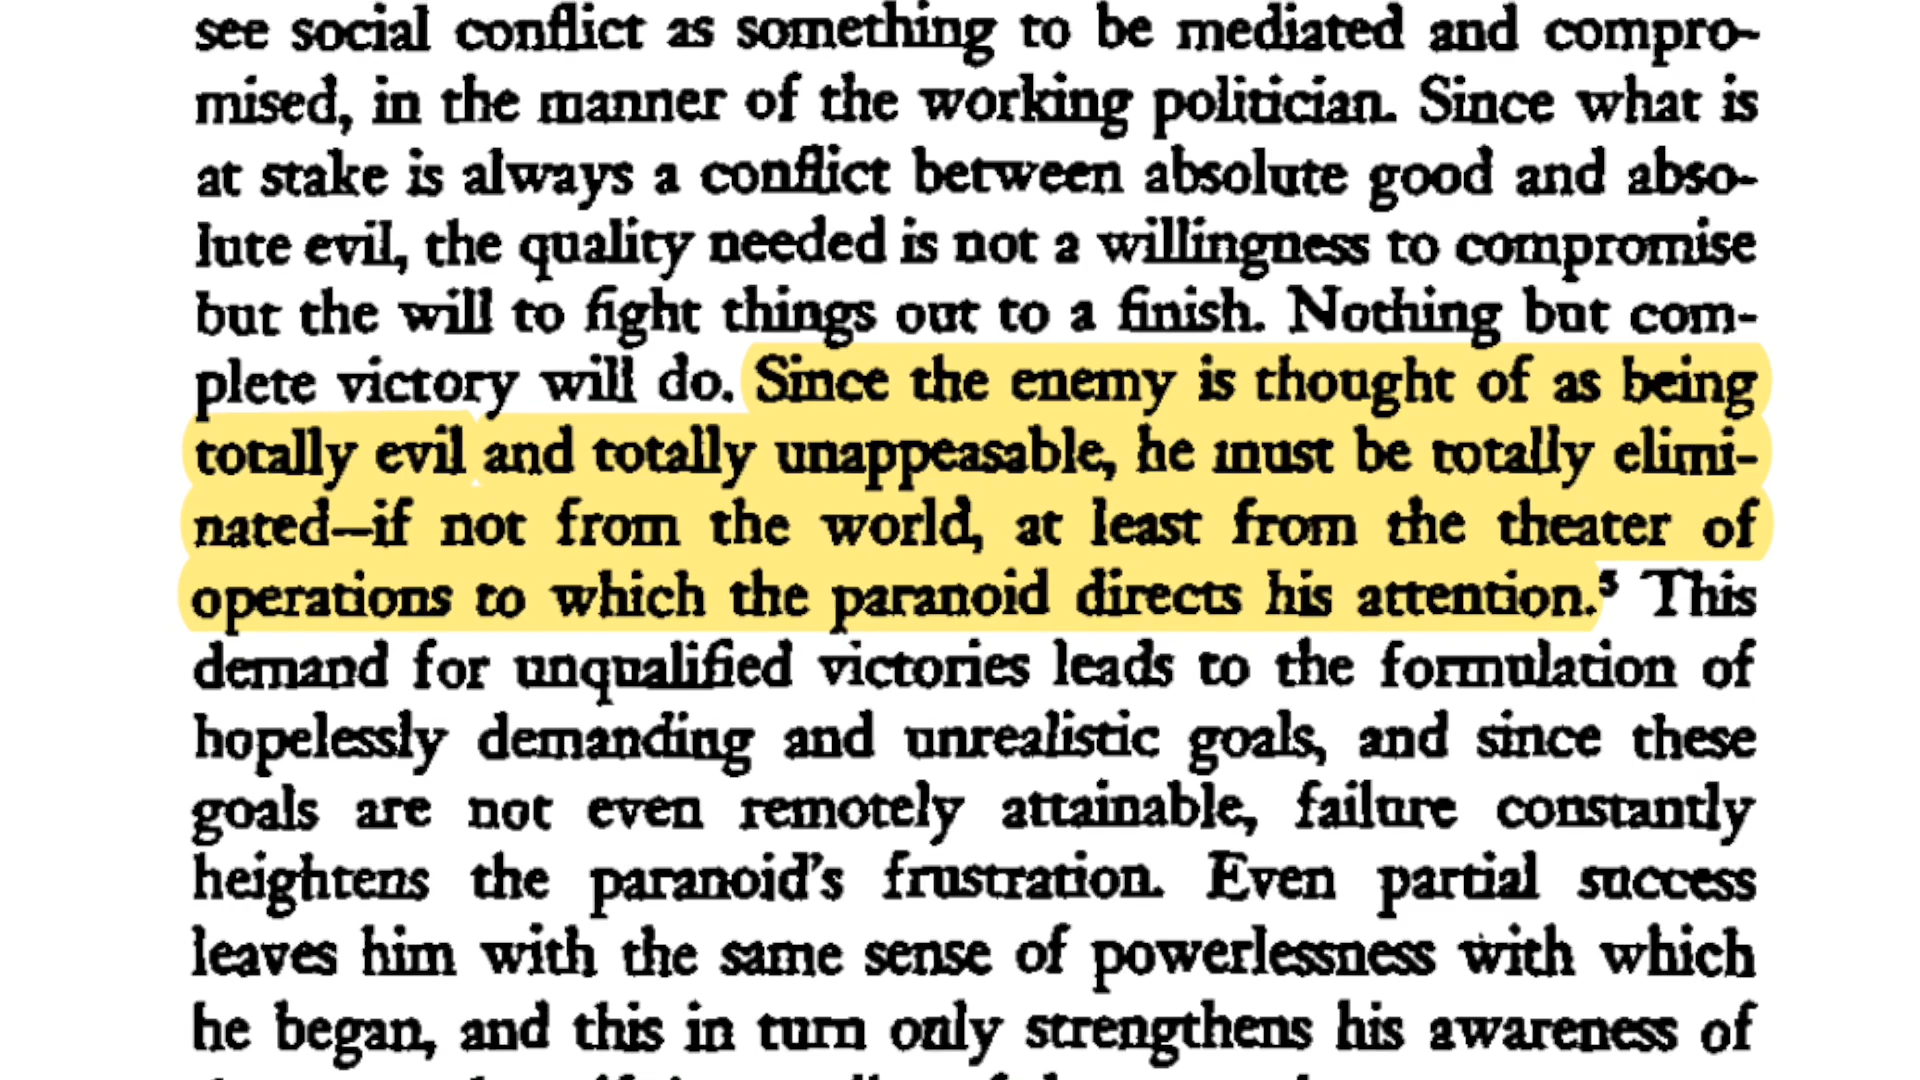 see social conflict as something to be mediated and compro-
mised, in the manner of the working politician. Since what is
at stake is always a conflict between absolute good and abso-
lute evil, the quality needed is not a willingness to compromise
but the will to fight things out to a finish. Nothing but com-
plete victory will do. Since the enemy is thought of as being
totally evil and totally unappeasable, he must be totally elimi-
nated—if not from the world, at least from the theater of
operations to which the paranoid directs his attention.⁵ This
demand for unqualified victories leads to the formulation of
hopelessly demanding and unrealistic goals, and since these
goals are not even remotely attainable, failure constantly
heightens the paranoid's frustration. Even partial success
leaves him with the same sense of powerlessness with which
he began, and this in turn only strengthens his awareness of